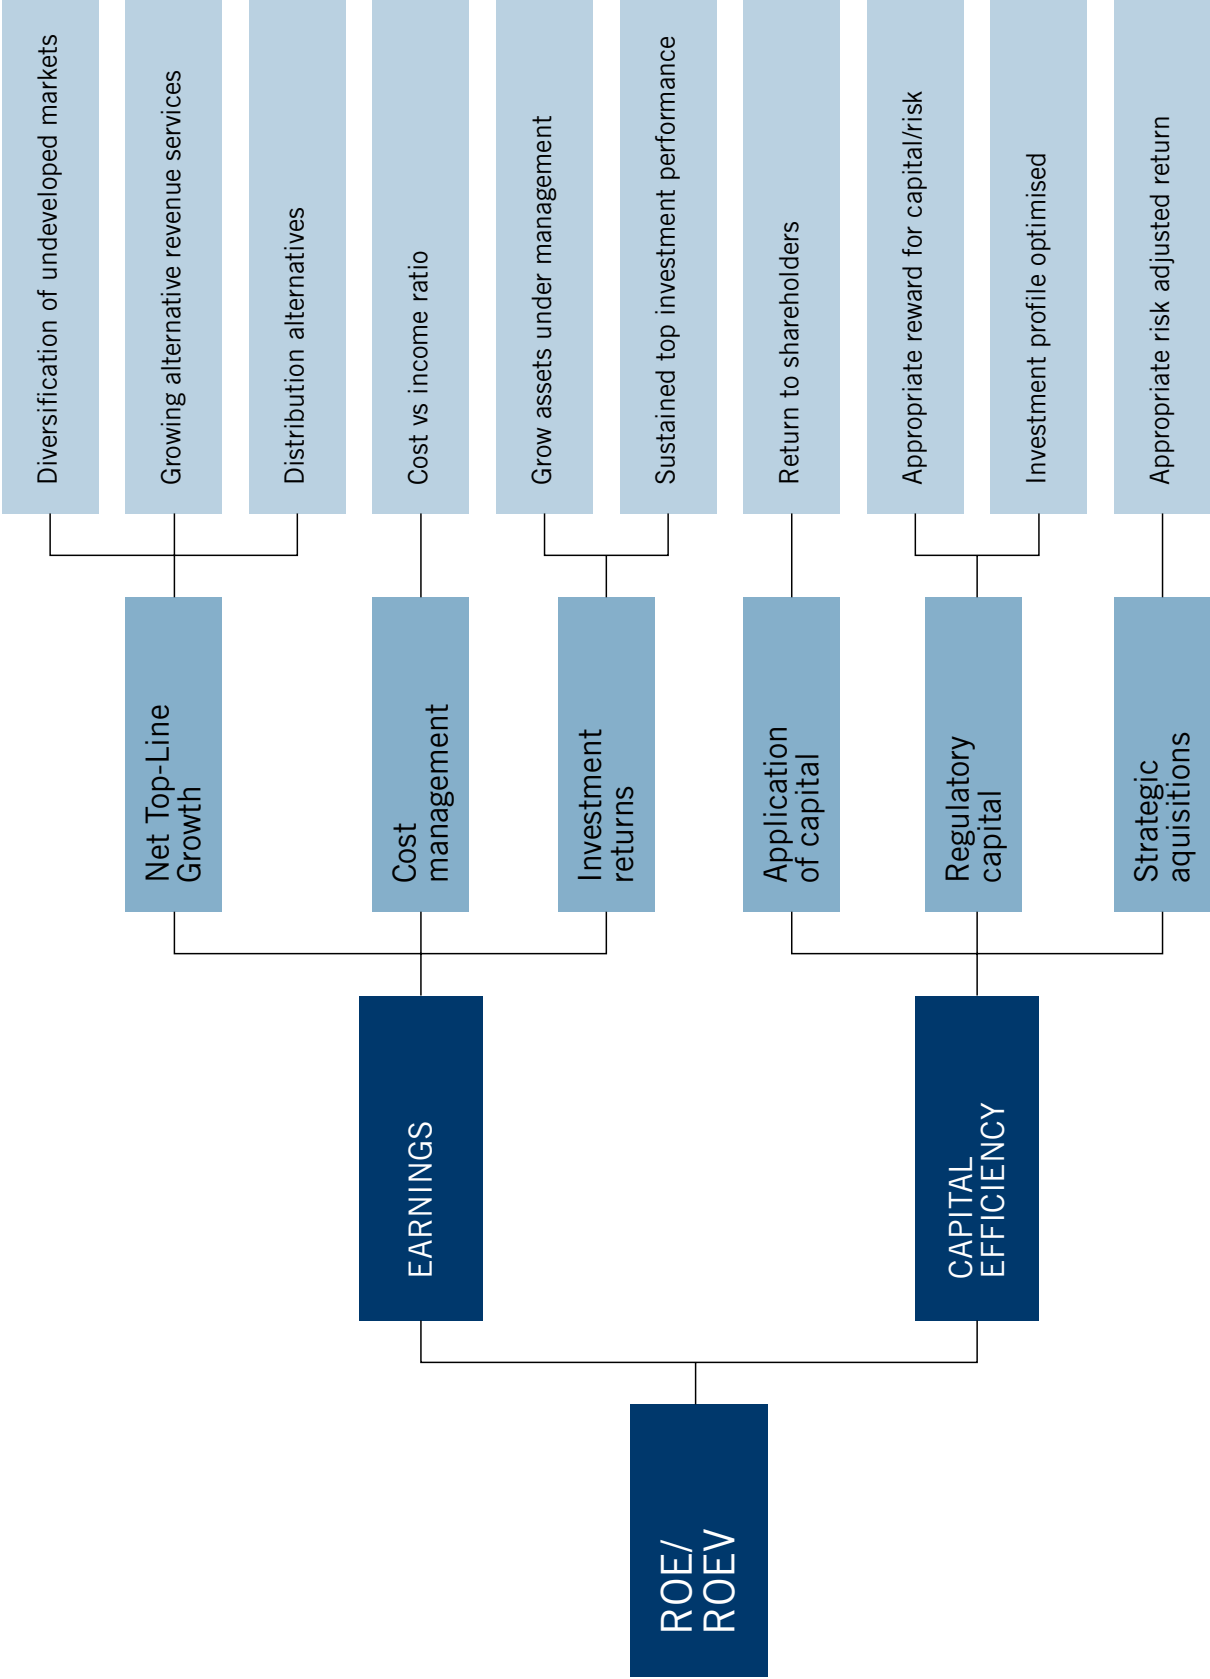 ROE/
ROEV
EARNINGS
CAPITAL
EFFICIENCY
Net Top-Line
Growth
Cost
management
Investment
returns
Application
of capital
Regulatory
capital
Strategic
aquisitions
Diversification of undeveloped markets
Growing alternative revenue services
Distribution alternatives
Cost vs income ratio
Grow assets under management
Sustained top investment performance
Return to shareholders
Appropriate reward for capital/risk
Investment profile optimised
Appropriate risk adjusted return